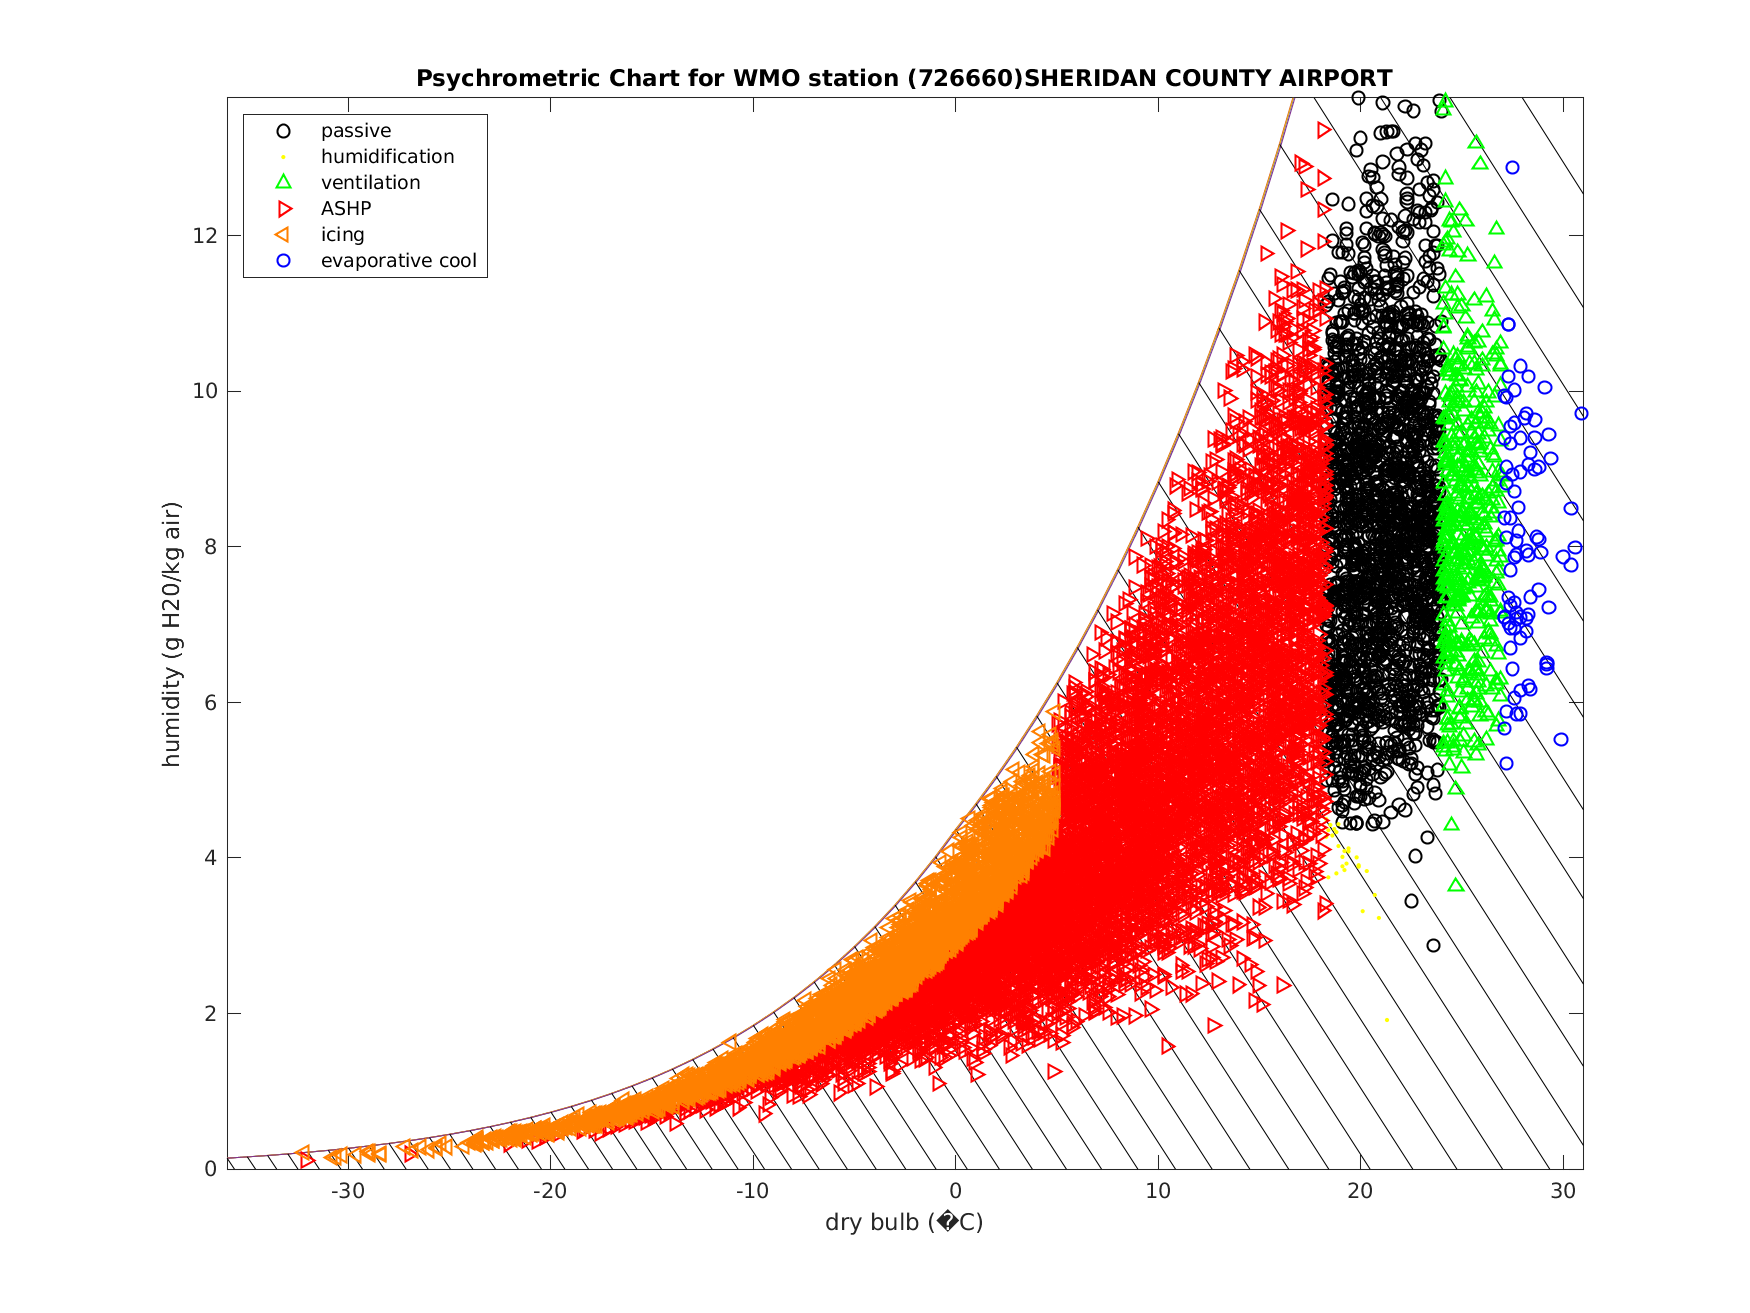 Psychrometric Chart for WMO station (726660)SHERIDAN COUNTY AIRPORT
passive
humidification
ventilation
ASHP
icing
evaporative cool
humidity (g H20/kg air)
12
10
8
6
4
2
0
-30 -20 -10 0 10 20 30
dry bulb (�C)